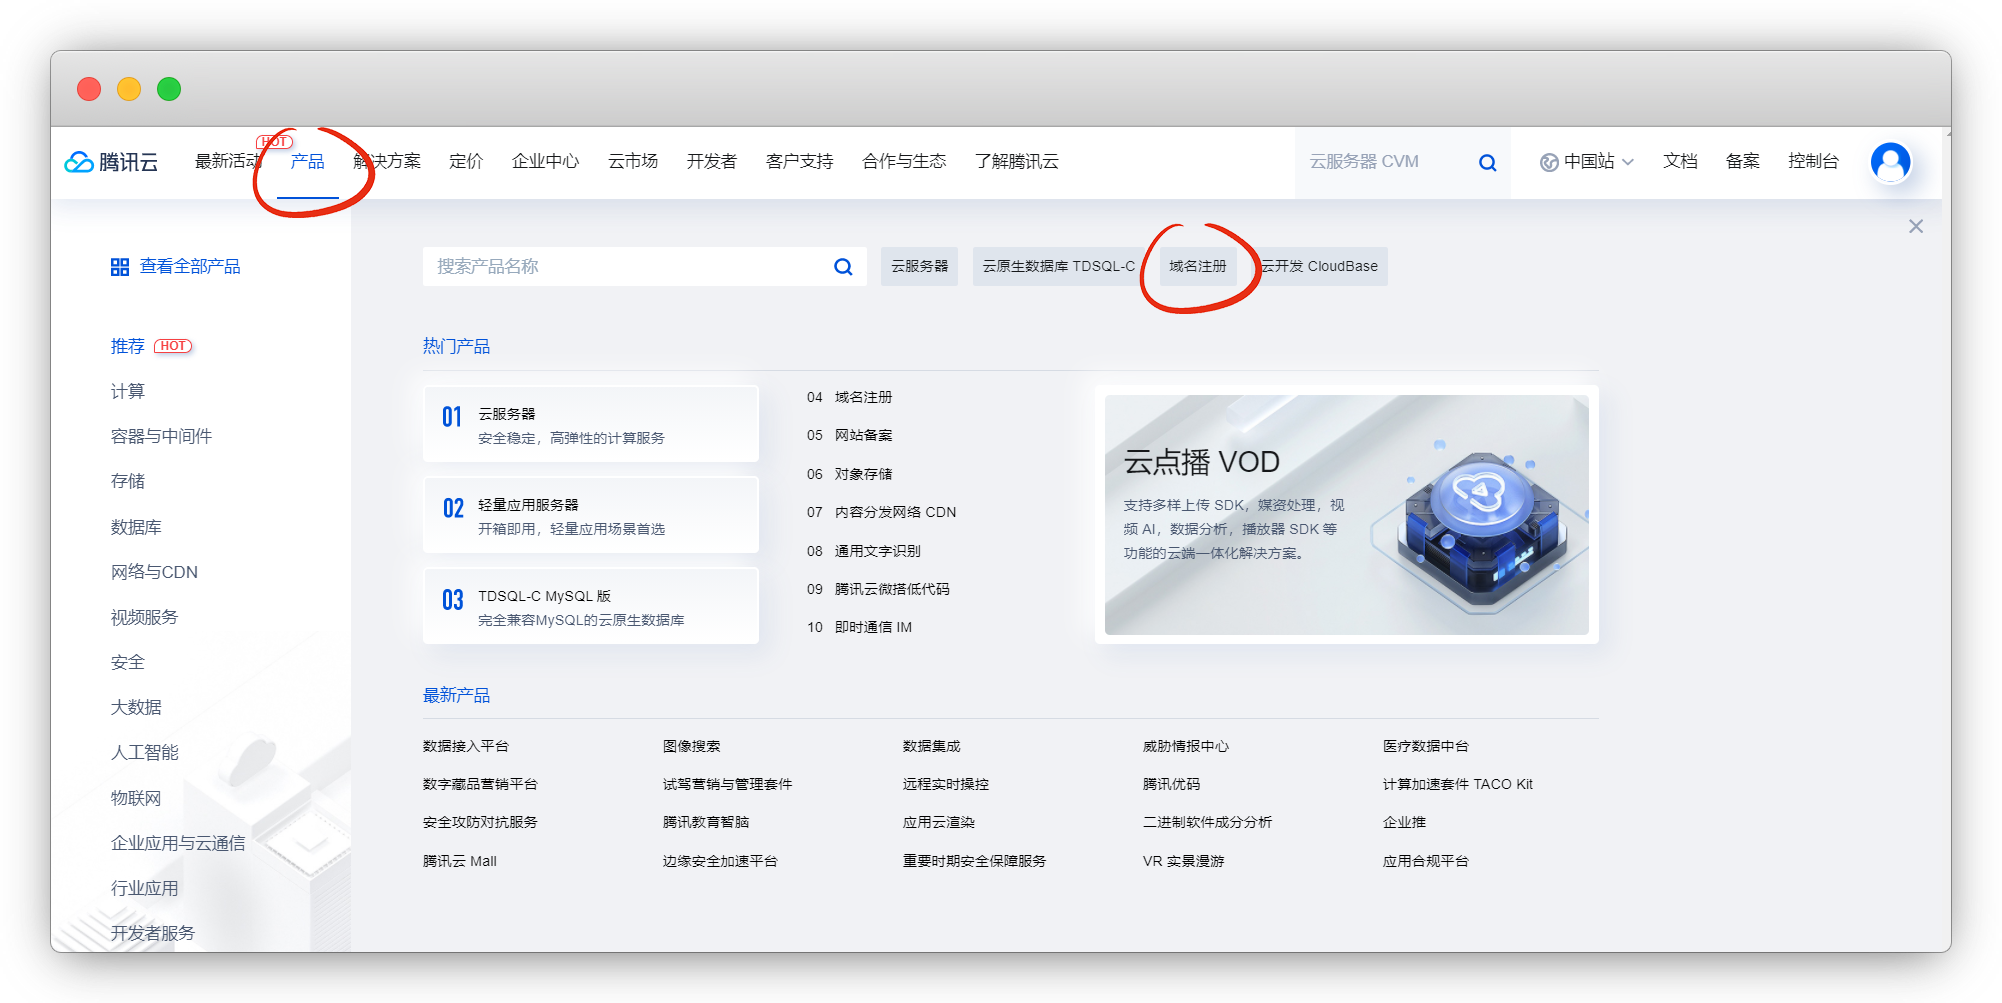 腾讯云 最新活动 HOT 产品 解决方案 定价 企业中心 云市场 开发者 客户支持 合作与生态 了解腾讯云 云服务器 CVM 中国站 文档 备案 控制台
查看全部产品
推荐 HOT
计算
容器与中间件
存储
数据库
网络与CDN
视频服务
安全
大数据
人工智能
物联网
企业应用与云通信
行业应用
开发者服务
搜索产品名称 云服务器 云原生数据库 TDSQL-C 域名注册 云开发 CloudBase
热门产品
01 云服务器
安全稳定，高弹性的计算服务
02 轻量应用服务器
开箱即用，轻量应用场景首选
03 TDSQL-C MySQL 版
完全兼容MySQL的云原生数据库
04 域名注册
05 网站备案
06 对象存储
07 内容分发网络 CDN
08 通用文字识别
09 腾讯云微搭低代码
10 即时通信 IM
云点播 VOD
支持多样上传 SDK，媒资处理，视
频 AI，数据分析，播放器 SDK 等
功能的云端一体化解决方案。
最新产品
数据接入平台 图像搜索 数据集成 威胁情报中心 医疗数据中台
数字藏品营销平台 试驾营销与管理套件 远程实时操控 腾讯优码 计算加速套件 TACO Kit
安全攻防对抗服务 腾讯教育智脑 应用云渲染 二进制软件成分分析 企业推
腾讯云 Mall 边缘安全加速平台 重要时期安全保障服务 VR 实景漫游 应用合规平台